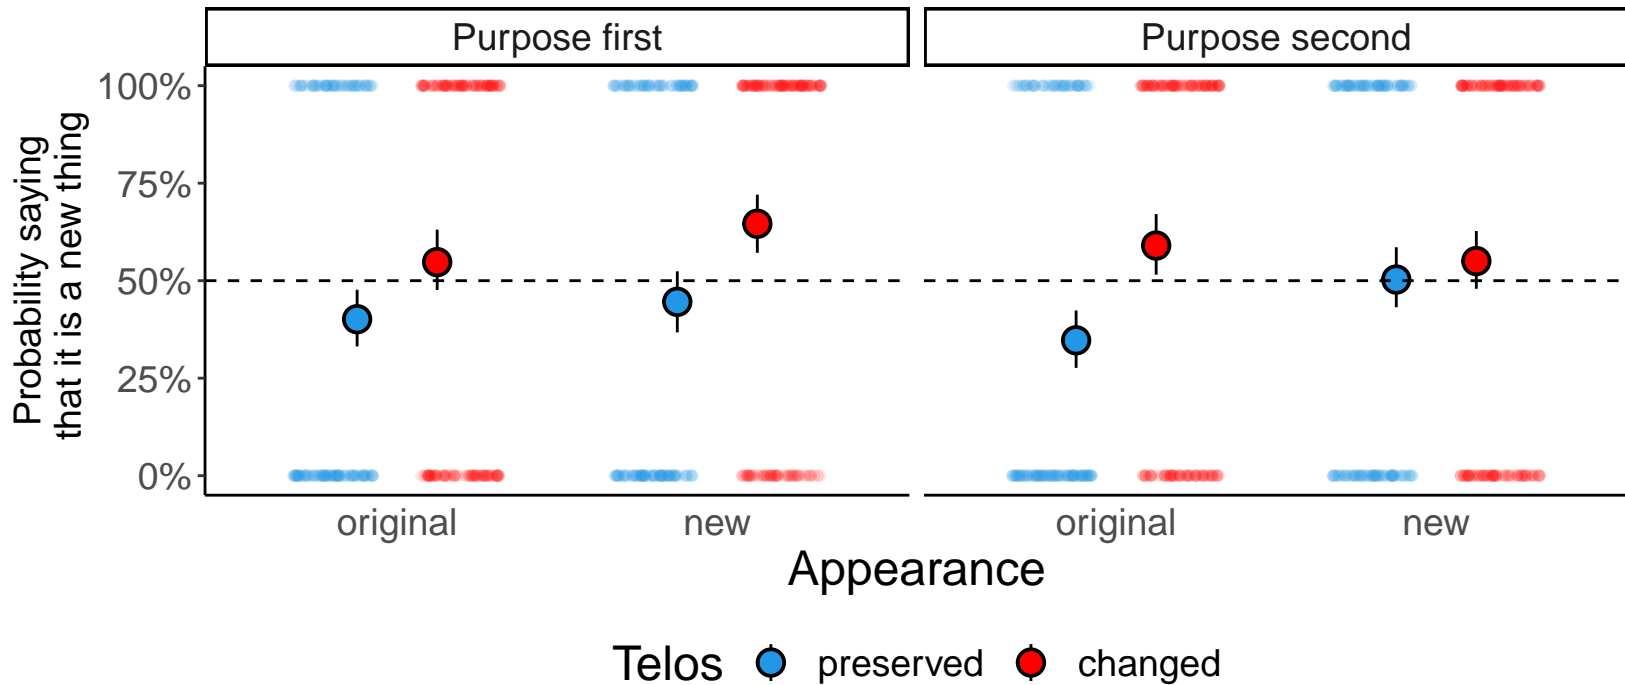 Purpose first
Purpose second
Probability saying
that it is a new thing
100%
75%
50%
25%
0%
original
new
original
new
Appearance
Telos
preserved
changed